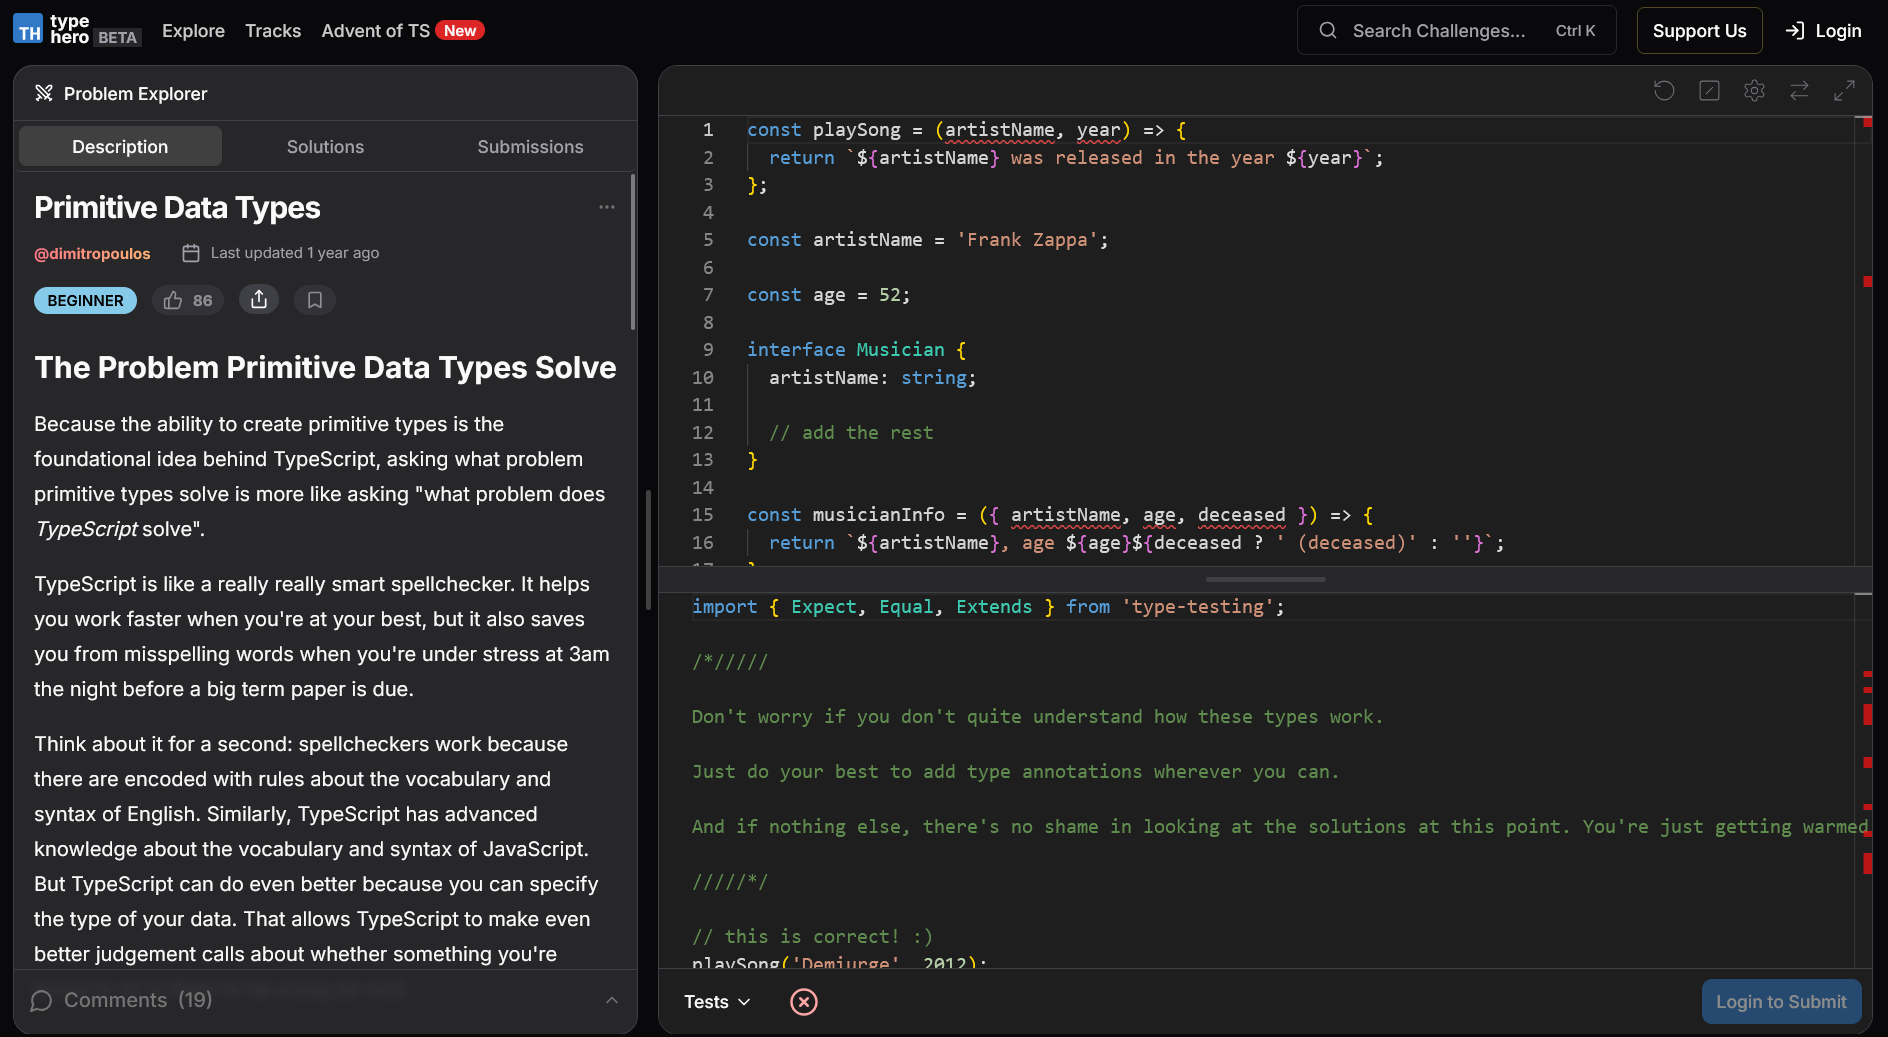 TH type hero BETA Explore Tracks Advent of TS New Search Challenges... Ctrl K Support Us Login
Problem Explorer
Description Solutions Submissions
Primitive Data Types
@dimitropoulos Last updated 1 year ago
BEGINNER 86
The Problem Primitive Data Types Solve
Because the ability to create primitive types is the
foundational idea behind TypeScript, asking what problem
primitive types solve is more like asking "what problem does
TypeScript solve".
TypeScript is like a really really smart spellchecker. It helps
you work faster when you're at your best, but it also saves
you from misspelling words when you're under stress at 3am
the night before a big term paper is due.
Think about it for a second: spellcheckers work because
there are encoded with rules about the vocabulary and
syntax of English. Similarly, TypeScript has advanced
knowledge about the vocabulary and syntax of JavaScript.
But TypeScript can do even better because you can specify
the type of your data. That allows TypeScript to make even
better judgement calls about whether something you're
Comments (19)
1 const playSong = (artistName, year) => {
2 return `${artistName} was released in the year ${year}`;
3 };
4
5 const artistName = 'Frank Zappa';
6
7 const age = 52;
8
9 interface Musician {
10 artistName: string;
11
12 // add the rest
13 }
14
15 const musicianInfo = ({ artistName, age, deceased }) => {
16 return `${artistName}, age ${age}${deceased ? ' (deceased)' : ''}`;
17 }
import { Expect, Equal, Extends } from 'type-testing';
/*/////
Don't worry if you don't quite understand how these types work.
Just do your best to add type annotations wherever you can.
And if nothing else, there's no shame in looking at the solutions at this point. You're just getting warmed
/////*/
// this is correct! :)
playSong('Demiurge', 2012);
Tests Login to Submit